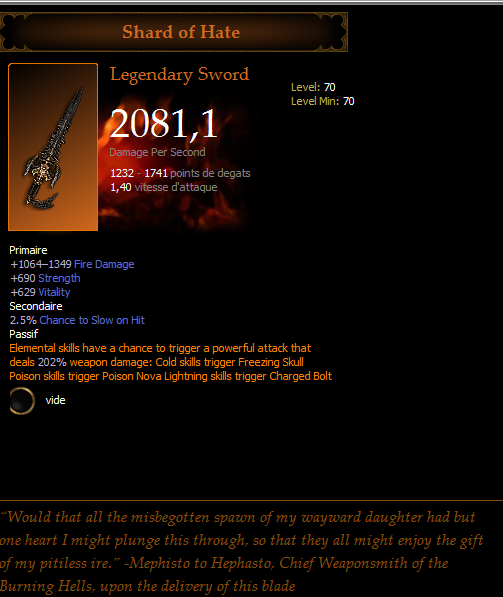 Shard of Hate
Legendary Sword
Level: 70
Level Min: 70
2081,1
Damage Per Second
1232 - 1741 points de degats
1,40 vitesse d'attaque
Primaire
+1064–1349 Fire Damage
+690 Strength
+629 Vitality
Secondaire
2.5% Chance to Slow on Hit
Passif
Elemental skills have a chance to trigger a powerful attack that
deals 202% weapon damage: Cold skills trigger Freezing Skull
Poison skills trigger Poison Nova Lightning skills trigger Charged Bolt
vide
"Would that all the misbegotten spawn of my wayward daughter had but
one heart I might plunge this through, so that they all might enjoy the gift
of my pitiless ire." -Mephisto to Hephasto, Chief Weaponsmith of the
Burning Hells, upon the delivery of this blade